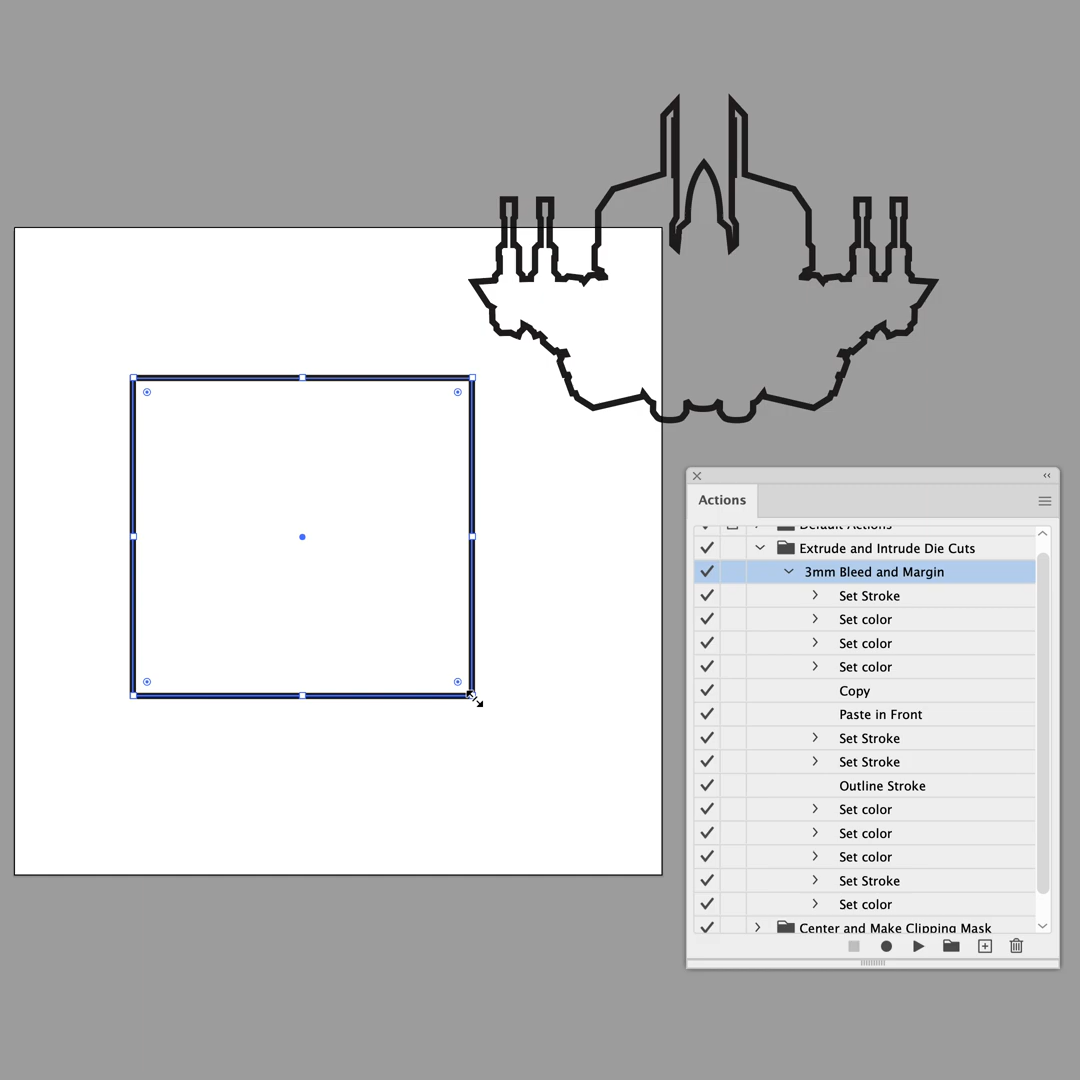 Actions
Default Actions
Extrude and Intrude Die Cuts
3mm Bleed and Margin
Set Stroke
Set color
Set color
Set color
Copy
Paste in Front
Set Stroke
Set Stroke
Outline Stroke
Set color
Set color
Set color
Set Stroke
Set color
Center and Make Clipping Mask